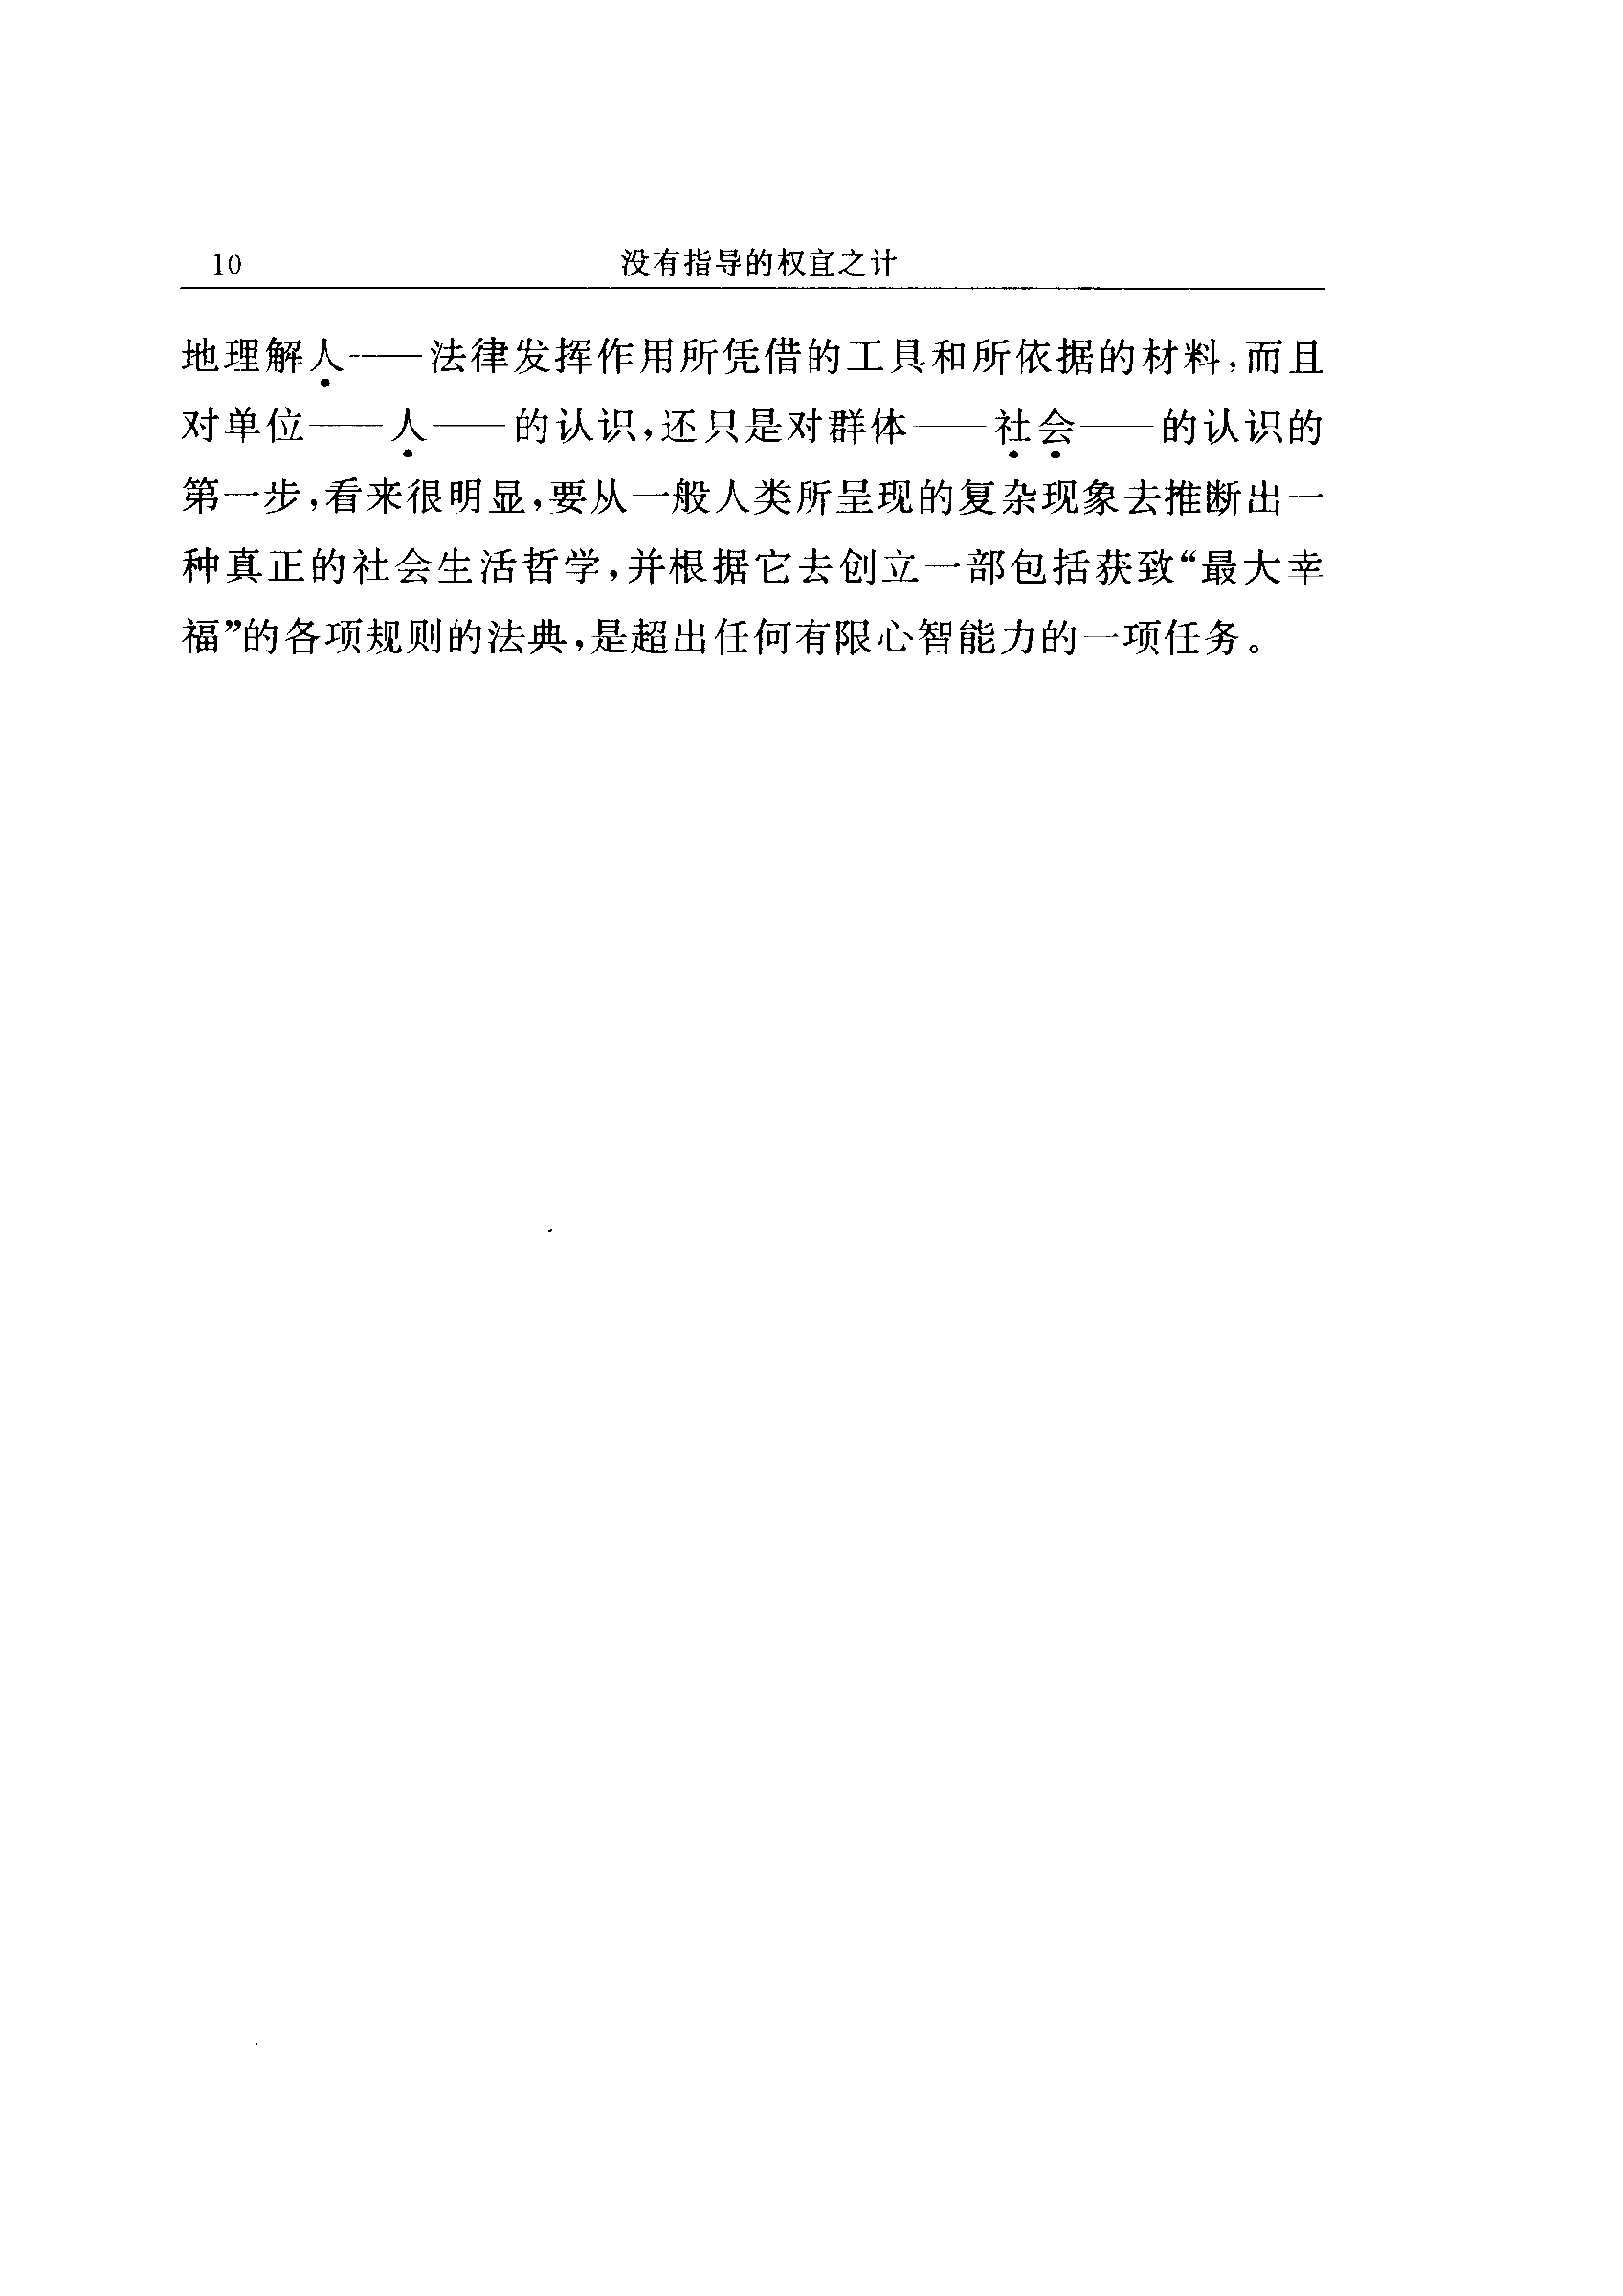 10 没有指导的权宜之计
地理解人——法律发挥作用所凭借的工具和所依据的材料,而且
对单位——人——的认识,还只是对群体——社会——的认识的
第一步,看来很明显,要从一般人类所呈现的复杂现象去推断出一
种真正的社会生活哲学,并根据它去创立一部包括获致“最大幸
福”的各项规则的法典,是超出任何有限心智能力的一项任务。